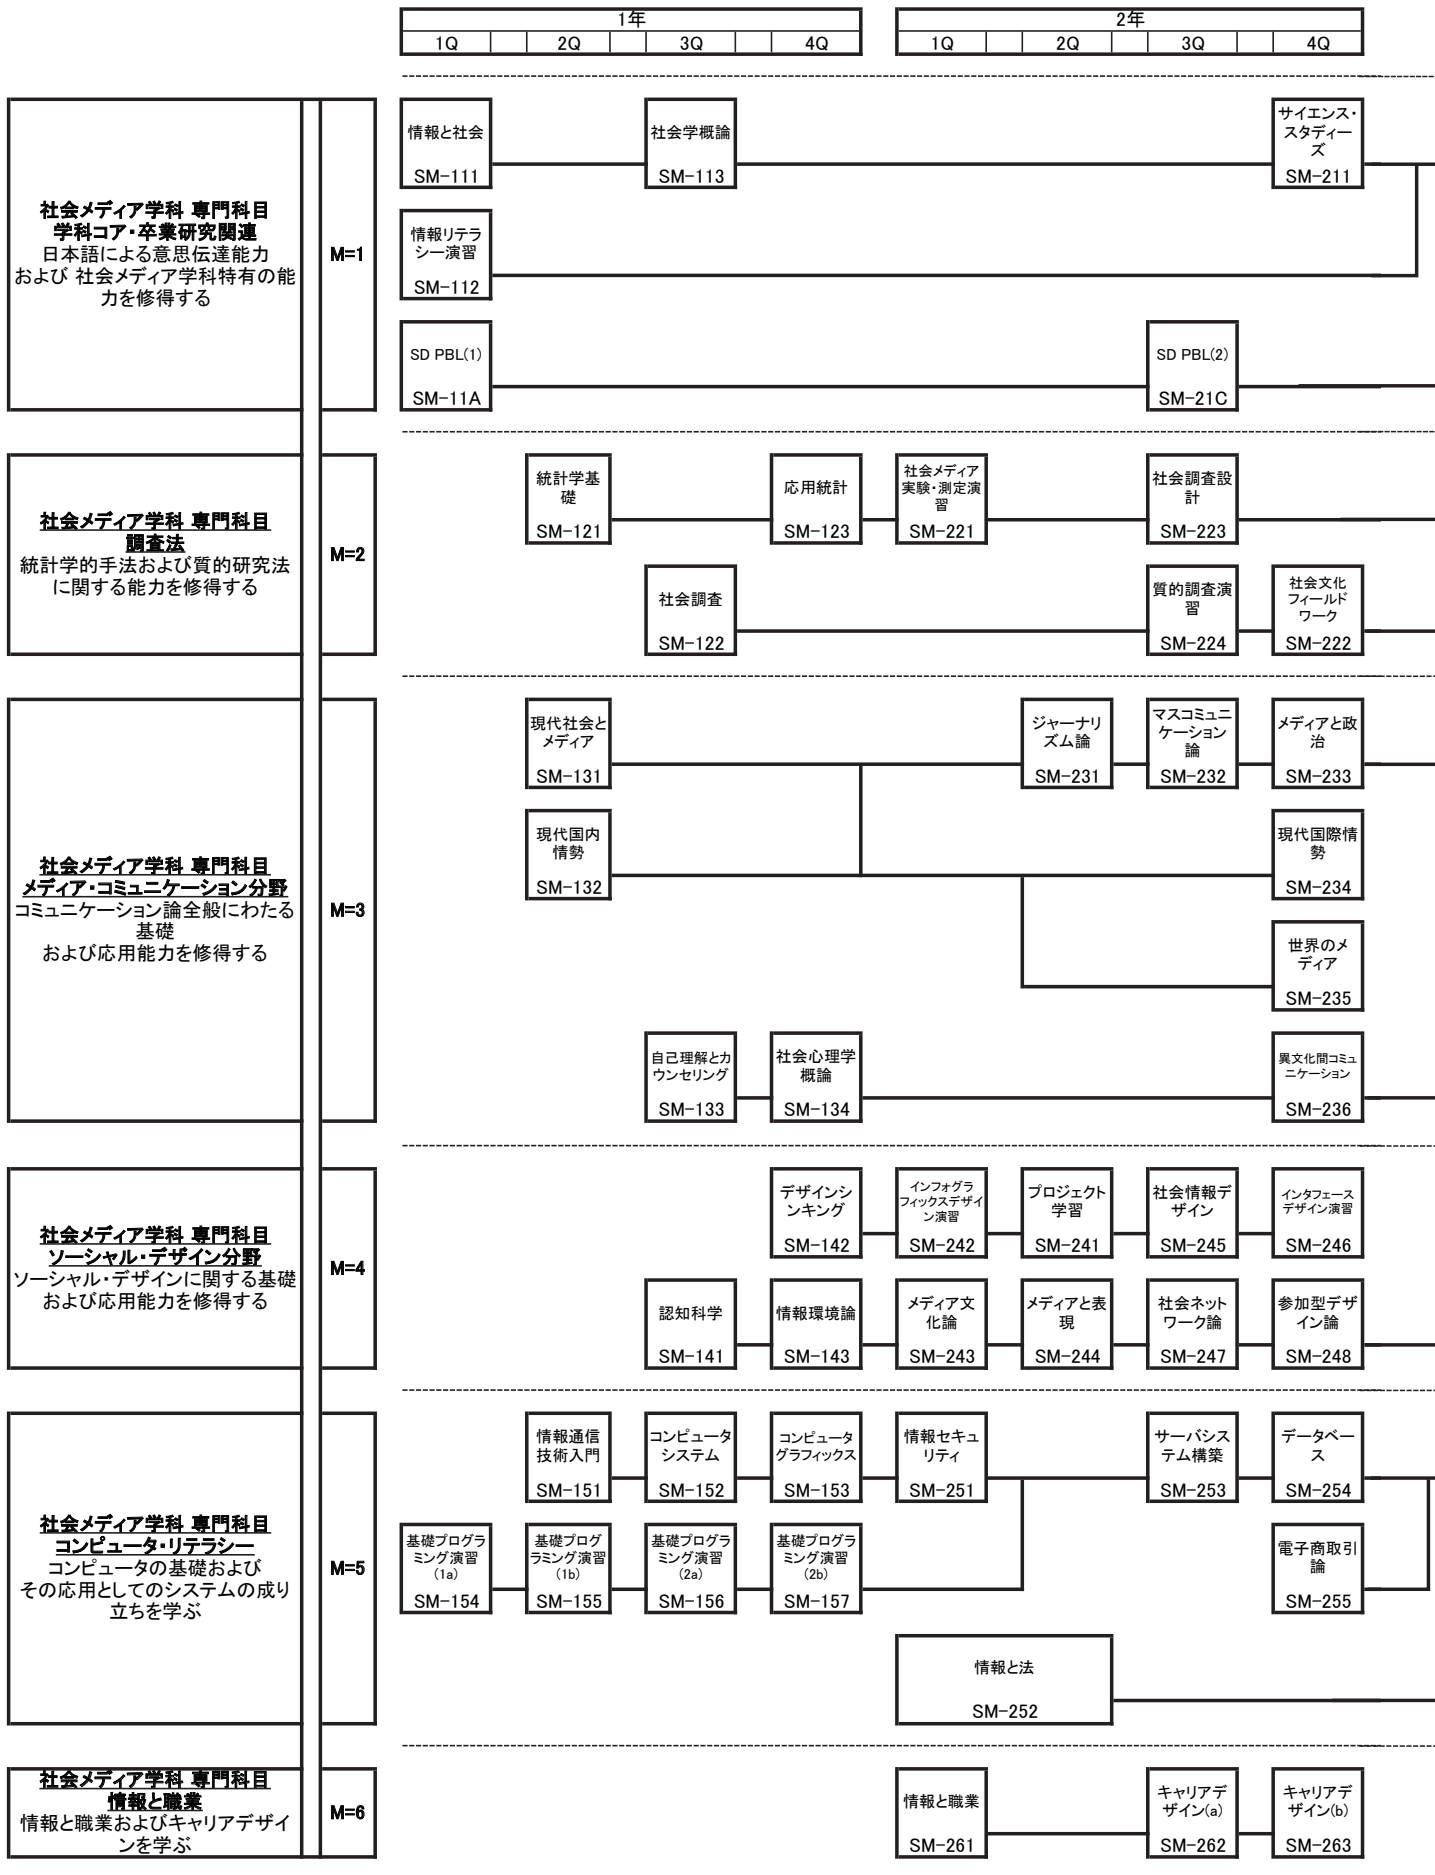 1年
2年
1Q 2Q 3Q 4Q 1Q 2Q 3Q 4Q
社会メディア学科 専門科目
学科コア・卒業研究関連
日本語による意思伝達能力
および 社会メディア学科特有の能
力を修得する
M=1
情報と社会
SM-111
社会学概論
SM-113
サイエンス・
スタディー
ズ
SM-211
情報リテラ
シー演習
SM-112
SD PBL(1)
SM-11A
SD PBL(2)
SM-21C
社会メディア学科 専門科目
調査法
統計学的手法および質的研究法
に関する能力を修得する
M=2
統計学基
礎
SM-121
応用統計
SM-123
社会メディア
実験・測定演
習
SM-221
社会調査設
計
SM-223
社会調査
SM-122
質的調査演
習
SM-224
社会文化
フィールド
ワーク
SM-222
社会メディア学科 専門科目
メディア・コミュニケーション分野
コミュニケーション論全般にわたる
基礎
および応用能力を修得する
M=3
現代社会と
メディア
SM-131
ジャーナリ
ズム論
SM-231
マスコミュニ
ケーション
論
SM-232
メディアと政
治
SM-233
現代国内
情勢
SM-132
現代国際情
勢
SM-234
世界のメ
ディア
SM-235
自己理解とカ
ウンセリング
SM-133
社会心理学
概論
SM-134
異文化間コミュ
ニケーション
SM-236
社会メディア学科 専門科目
ソーシャル・デザイン分野
ソーシャル・デザインに関する基礎
および応用能力を修得する
M=4
デザインシ
ンキング
SM-142
インフォグラ
フィックスデザイ
ン演習
SM-242
プロジェクト
学習
SM-241
社会情報デ
ザイン
SM-245
インタフェース
デザイン演習
SM-246
認知科学
SM-141
情報環境論
SM-143
メディア文
化論
SM-243
メディアと表
現
SM-244
社会ネット
ワーク論
SM-247
参加型デザ
イン論
SM-248
社会メディア学科 専門科目
コンピュータ・リテラシー
コンピュータの基礎および
その応用としてのシステムの成り
立ちを学ぶ
M=5
情報通信
技術入門
SM-151
コンピュータ
システム
SM-152
コンピュータ
グラフィックス
SM-153
情報セキュ
リティ
SM-251
サーバシス
テム構築
SM-253
データベー
ス
SM-254
基礎プログラ
ミング演習
(1a)
SM-154
基礎プログ
ラミング演習
(1b)
SM-155
基礎プログラ
ミング演習
(2a)
SM-156
基礎プログラ
ミング演習
(2b)
SM-157
電子商取引
論
SM-255
情報と法
SM-252
社会メディア学科 専門科目
情報と職業
情報と職業およびキャリアデザイ
ンを学ぶ
M=6
情報と職業
SM-261
キャリアデ
ザイン(a)
SM-262
キャリアデ
ザイン(b)
SM-263